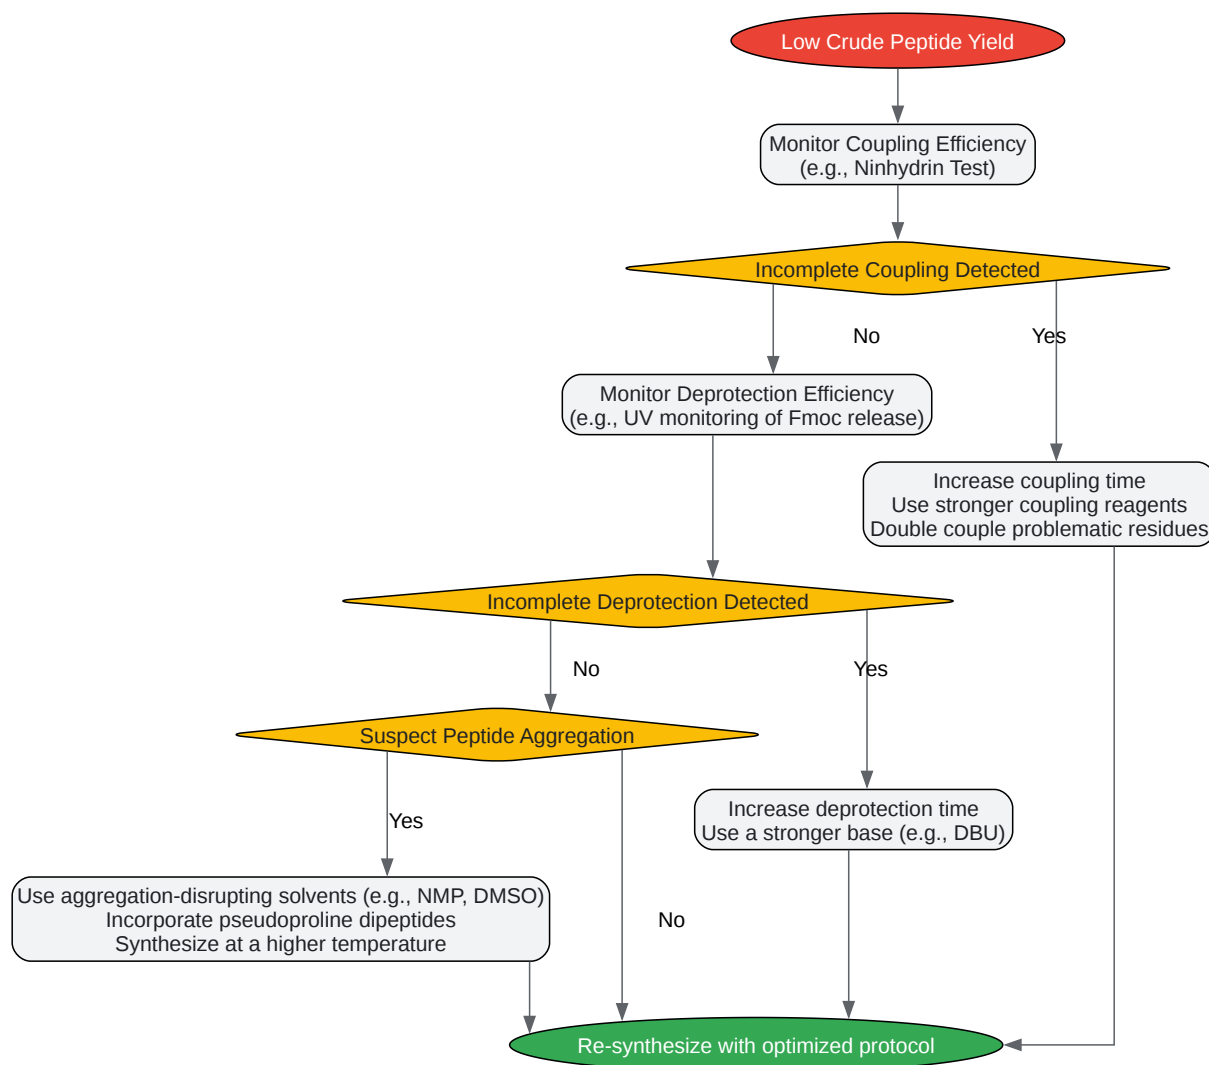 Low Crude Peptide Yield
Monitor Coupling Efficiency
(e.g., Ninhydrin Test)
Incomplete Coupling Detected
No
Yes
Monitor Deprotection Efficiency
(e.g., UV monitoring of Fmoc release)
Increase coupling time
Use stronger coupling reagents
Double couple problematic residues
Incomplete Deprotection Detected
No
Yes
Suspect Peptide Aggregation
Increase deprotection time
Use a stronger base (e.g., DBU)
Yes
Use aggregation-disrupting solvents (e.g., NMP, DMSO)
Incorporate pseudoproline dipeptides
Synthesize at a higher temperature
No
Re-synthesize with optimized protocol